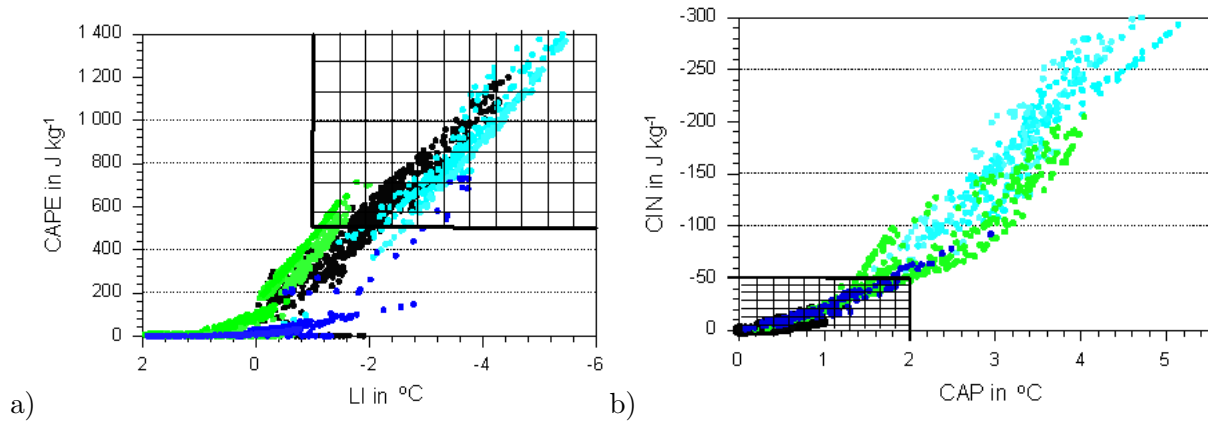 CAPE in J kg⁻¹
1 400
1 200
1 000
800
600
400
200
0
2 0 -2 -4 -6
LI in ºC
a)
CIN in J kg⁻¹
-300
-250
-200
-150
-100
-50
0
0 1 2 3 4 5
CAP in ºC
b)